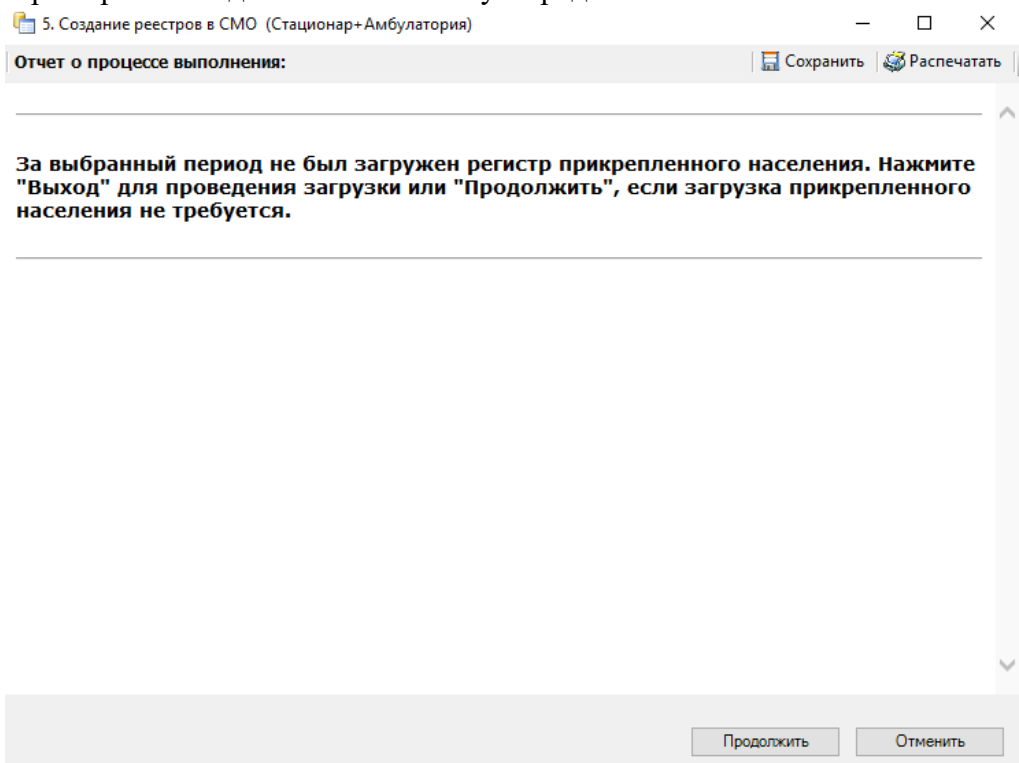 5. Создание реестров в СМО (Стационар+Амбулатория)
Отчет о процессе выполнения:
Сохранить
Распечатать
За выбранный период не был загружен регистр прикрепленного населения. Нажмите
"Выход" для проведения загрузки или "Продолжить", если загрузка прикрепленного
населения не требуется.
Продолжить
Отменить